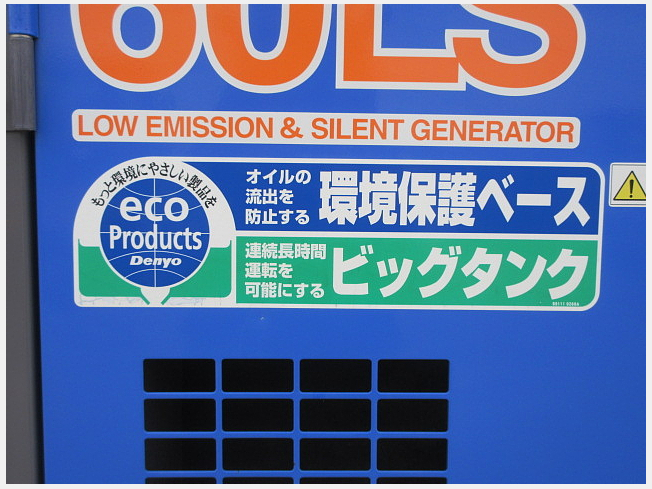 60LS
LOW EMISSION & SILENT GENERATOR
もっと環境にやさしい製品を
eco
Products
Denyo
オイルの
流出を
防止する
環境保護ベース
連続長時間
運転を
可能にする
ビッグタンク